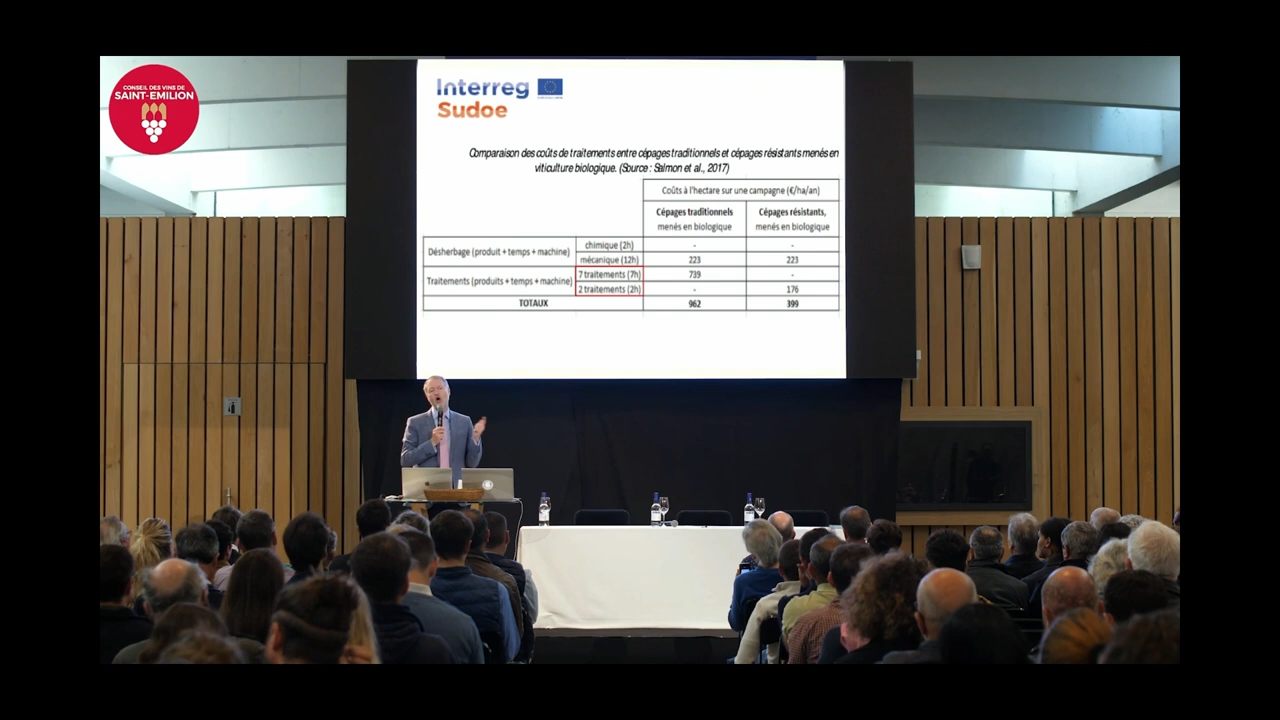 CONSEIL DES VINS DE
SAINT-EMILION
Interreg
Sudoe
Comparaison des coûts de traitements entre cépages traditionnels et cépages résistants menés en
viticulture biologique. (Source : Salmon et al., 2017)
Coûts à l'hectare sur une campagne (€/ha/an)
Cépages traditionnels menés en biologique
Cépages résistants, menés en biologique
Désherbage (produit + temps + machine)
chimique (2h) - -
mécanique (12h) 223 223
Traitements (produits + temps + machine)
7 traitements (7h) 739 -
2 traitements (2h) - 176
TOTAUX 962 399